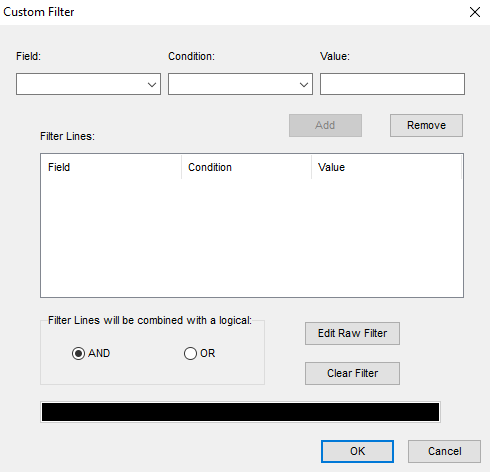 Custom Filter
Field: Condition: Value:
Add Remove
Filter Lines:
Field Condition Value
Filter Lines will be combined with a logical:
AND OR
Edit Raw Filter
Clear Filter
OK Cancel